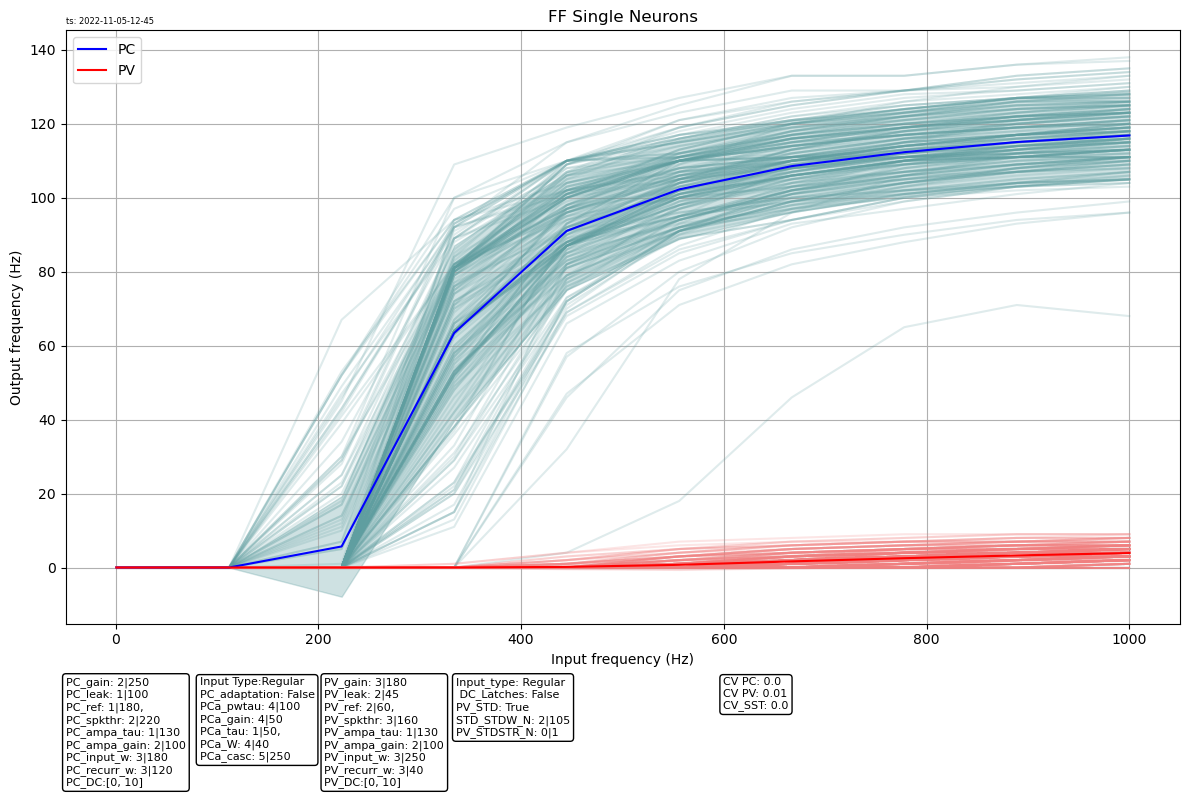 ts: 2022-11-05-12-45
FF Single Neurons
PC
PV
140
120
100
80
60
40
20
0
Output frequency (Hz)
0 200 400 600 800 1000
Input frequency (Hz)
PC_gain: 2|250
PC_leak: 1|100
PC_ref: 1|180,
PC_spkthr: 2|220
PC_ampa_tau: 1|130
PC_ampa_gain: 2|100
PC_input_w: 3|180
PC_recurr_w: 3|120
PC_DC:[0, 10]
Input Type:Regular
PC_adaptation: False
PCa_pwtau: 4|100
PCa_gain: 4|50
PCa_tau: 1|50,
PCa_W: 4|40
PCa_casc: 5|250
PV_gain: 3|180
PV_leak: 2|45
PV_ref: 2|60,
PV_spkthr: 3|160
PV_ampa_tau: 1|130
PV_ampa_gain: 2|100
PV_input_w: 3|250
PV_recurr_w: 3|40
PV_DC:[0, 10]
Input_type: Regular
DC_Latches: False
PV_STD: True
STD_STDW_N: 2|105
PV_STDSTR_N: 0|1
CV PC: 0.0
CV PV: 0.01
CV_SST: 0.0